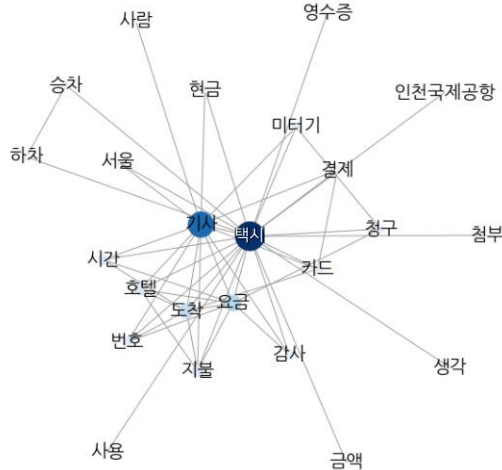 사람
영수증
승차
현금
인천국제공항
미터기
하차
서울
결제
기사
택시
청구
첨부
시간
카드
호텔
도착
요금
번호
지불
감사
생각
사용
금액